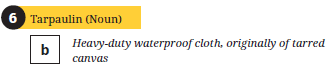 6 Tarpaulin (Noun)
b Heavy-duty waterproof cloth, originally of tarred
canvas